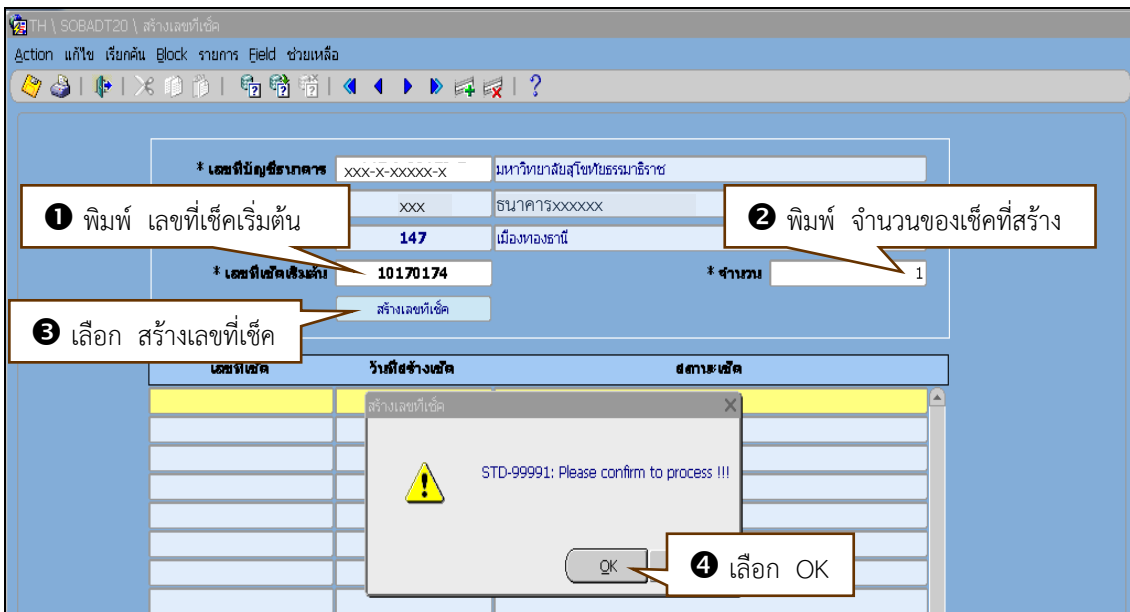 TH \ SOBADT20 \ สร้างเลขที่เช็ค
Action แก้ไข เรียกค้น Block รายการ Field ช่วยเหลือ
* เลขที่บัญชีธนาคาร xxx-x-xxxxx-x มหาวิทยาลัยสุโขทัยธรรมาธิราช
xxx ธนาคารxxxxxx
❶ พิมพ์ เลขที่เช็คเริ่มต้น
❷ พิมพ์ จำนวนของเช็คที่สร้าง
147 เมืองทองธานี
* เลขที่เช็คเริ่มต้น 10170174 * จำนวน 1
สร้างเลขที่เช็ค
❸ เลือก สร้างเลขที่เช็ค
เลขที่เช็ค วันที่สร้างเช็ค สถานะเช็ค
สร้างเลขที่เช็ค X
STD-99991: Please confirm to process !!!
OK
❹ เลือก OK